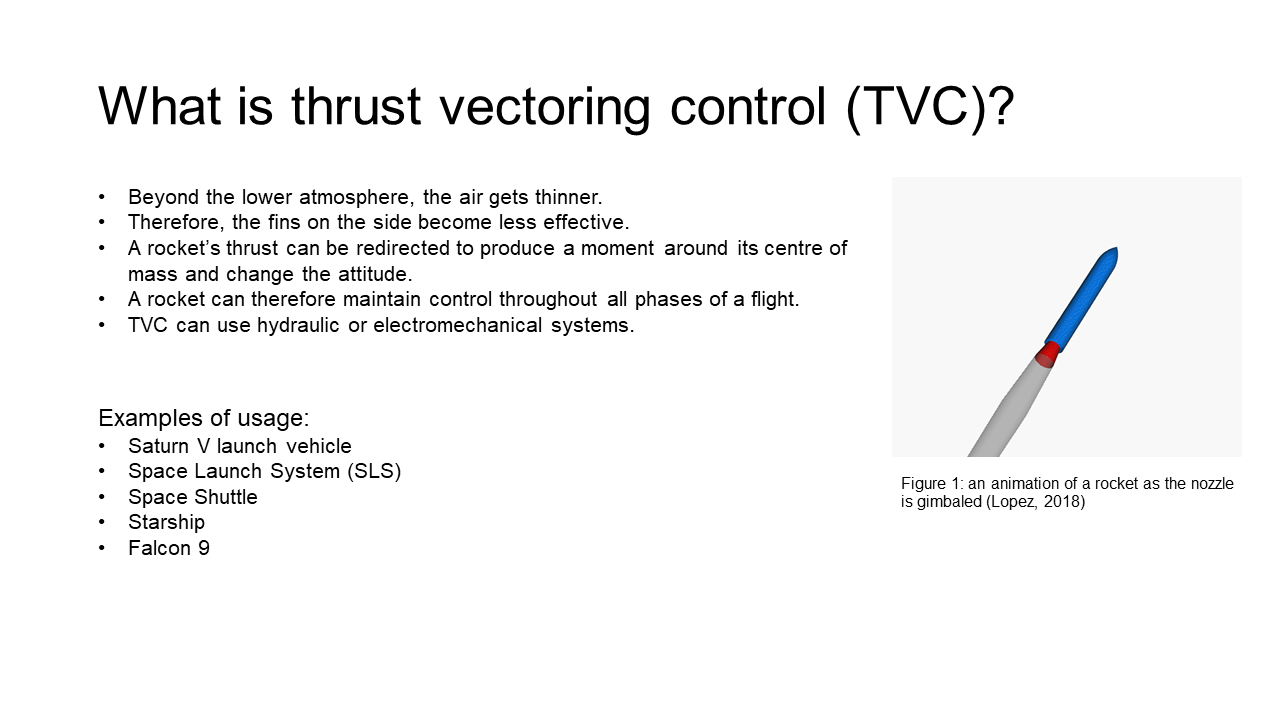 What is thrust vectoring control (TVC)?
• Beyond the lower atmosphere, the air gets thinner.
• Therefore, the fins on the side become less effective.
• A rocket’s thrust can be redirected to produce a moment around its centre of
mass and change the attitude.
• A rocket can therefore maintain control throughout all phases of a flight.
• TVC can use hydraulic or electromechanical systems.
Examples of usage:
• Saturn V launch vehicle
• Space Launch System (SLS)
• Space Shuttle
• Starship
• Falcon 9
Figure 1: an animation of a rocket as the nozzle
is gimbaled (Lopez, 2018)